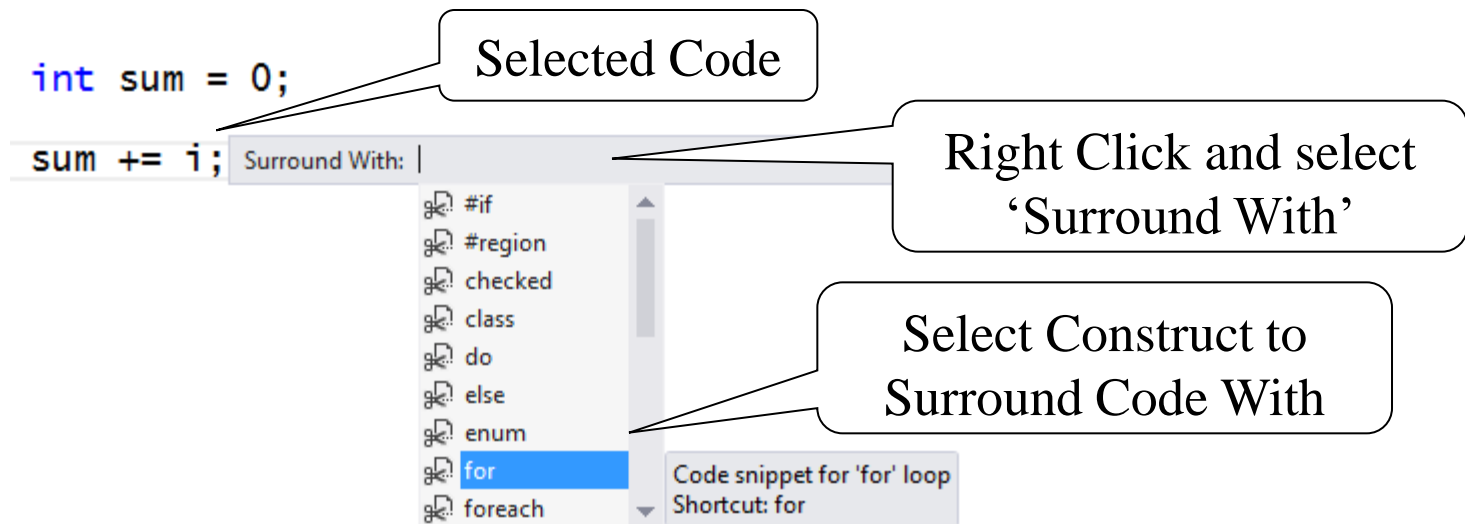 Selected Code
int sum = 0;
Right Click and select
‘Surround With’
sum += i;
Surround With:
#if
#region
checked
class
do
else
enum
for
foreach
Select Construct to
Surround Code With
Code snippet for 'for' loop
Shortcut: for